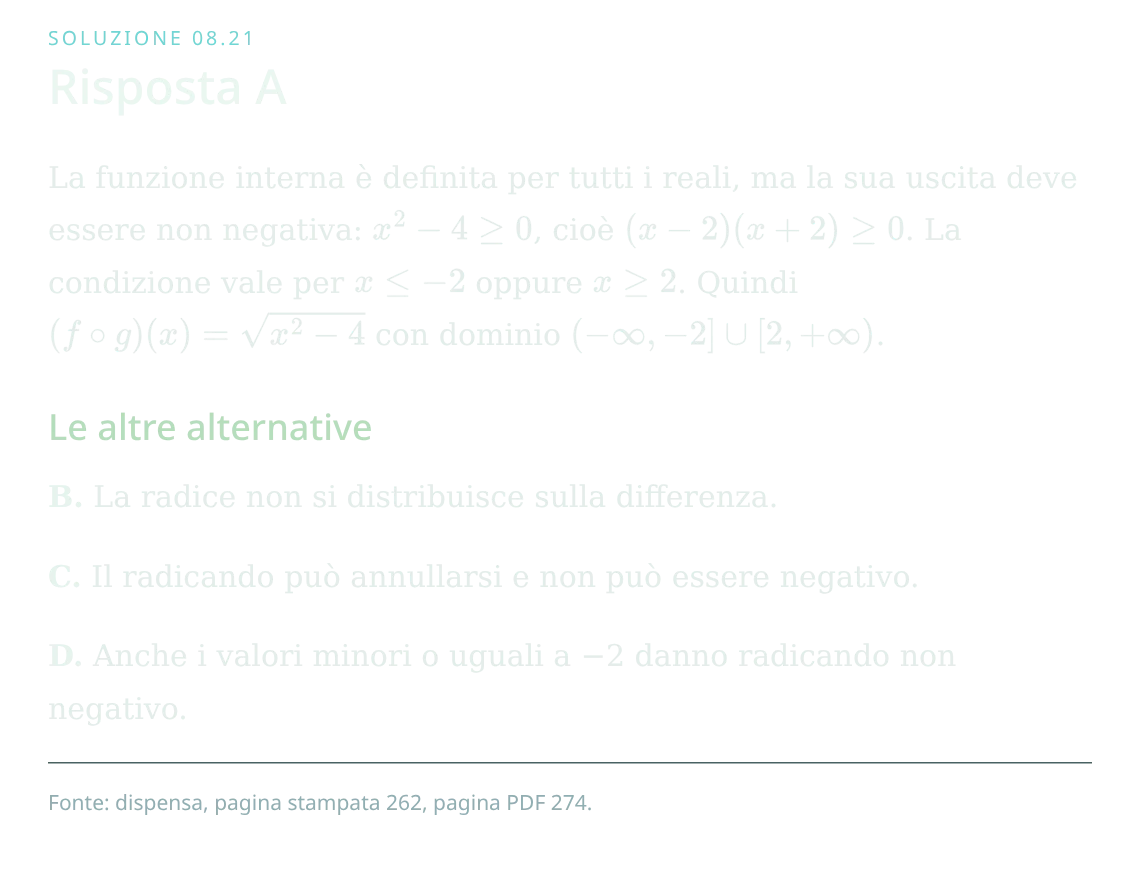 SOLUZIONE 08.21
Risposta A
La funzione interna è definita per tutti i reali, ma la sua uscita deve
essere non negativa: x² − 4 ≥ 0, cioè (x − 2)(x + 2) ≥ 0. La
condizione vale per x ≤ −2 oppure x ≥ 2. Quindi
(f ∘ g)(x) = √(x² − 4) con dominio (−∞, −2] ∪ [2, +∞).
Le altre alternative
B. La radice non si distribuisce sulla differenza.
C. Il radicando può annullarsi e non può essere negativo.
D. Anche i valori minori o uguali a −2 danno radicando non
negativo.
Fonte: dispensa, pagina stampata 262, pagina PDF 274.